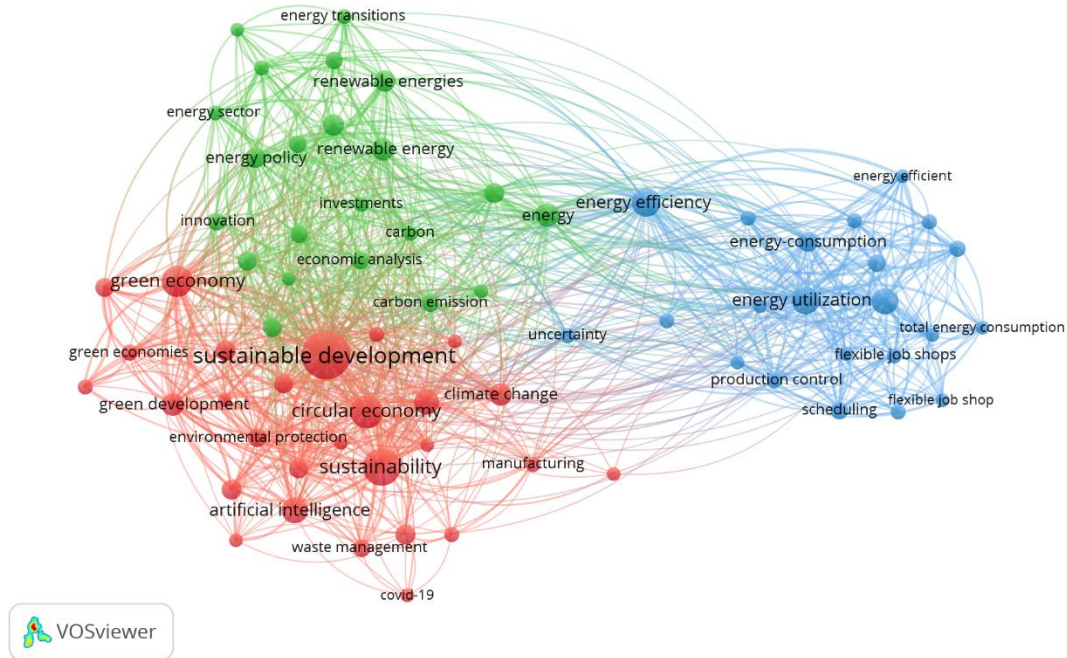 energy transitions
renewable energies
energy sector
energy policy
renewable energy
energy efficient
innovation
investments
energy
energy efficiency
carbon
energy-consumption
economic analysis
green economy
carbon emission
energy utilization
uncertainty
total energy consumption
green economies
sustainable development
flexible job shops
production control
climate change
green development
circular economy
flexible job shop
scheduling
environmental protection
sustainability
manufacturing
artificial intelligence
waste management
covid-19
VOSviewer